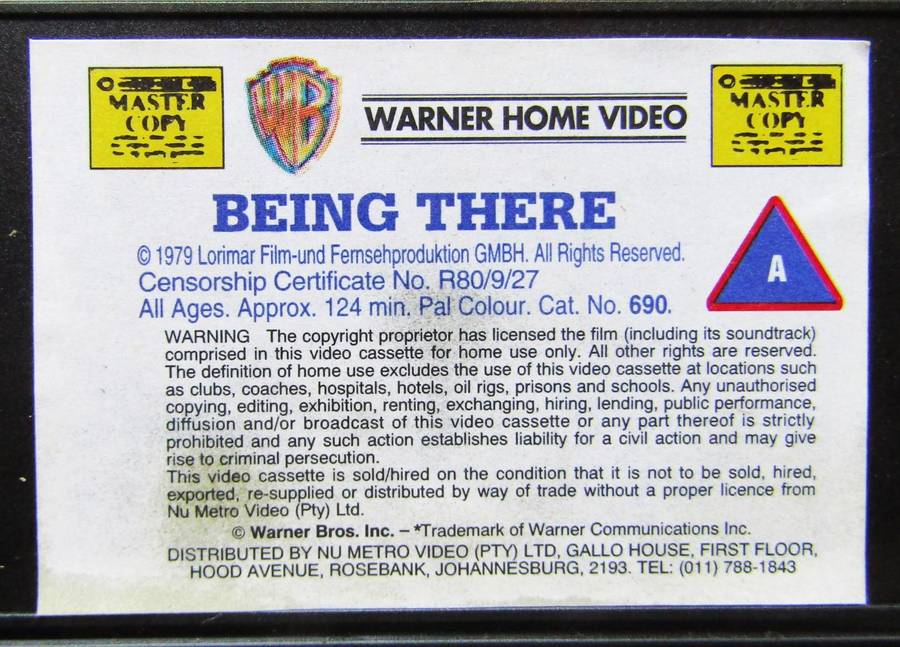 MASTER
COPY
WB
WARNER HOME VIDEO
MASTER
COPY
BEING THERE
© 1979 Lorimar Film-und Fernsehproduktion GMBH. All Rights Reserved.
Censorship Certificate No. R80/9/27
All Ages. Approx. 124 min. Pal Colour. Cat. No. 690.
A
WARNING The copyright proprietor has licensed the film (including its soundtrack)
comprised in this video cassette for home use only. All other rights are reserved.
The definition of home use excludes the use of this video cassette at locations such
as clubs, coaches, hospitals, hotels, oil rigs, prisons and schools. Any unauthorised
copying, editing, exhibition, renting, exchanging, hiring, lending, public performance,
diffusion and/or broadcast of this video cassette or any part thereof is strictly
prohibited and any such action establishes liability for a civil action and may give
rise to criminal persecution.
This video cassette is sold/hired on the condition that it is not to be sold, hired,
exported, re-supplied or distributed by way of trade without a proper licence from
Nu Metro Video (Pty) Ltd.
© Warner Bros. Inc. – *Trademark of Warner Communications Inc.
DISTRIBUTED BY NU METRO VIDEO (PTY) LTD, GALLO HOUSE, FIRST FLOOR,
HOOD AVENUE, ROSEBANK, JOHANNESBURG, 2193. TEL: (011) 788-1843